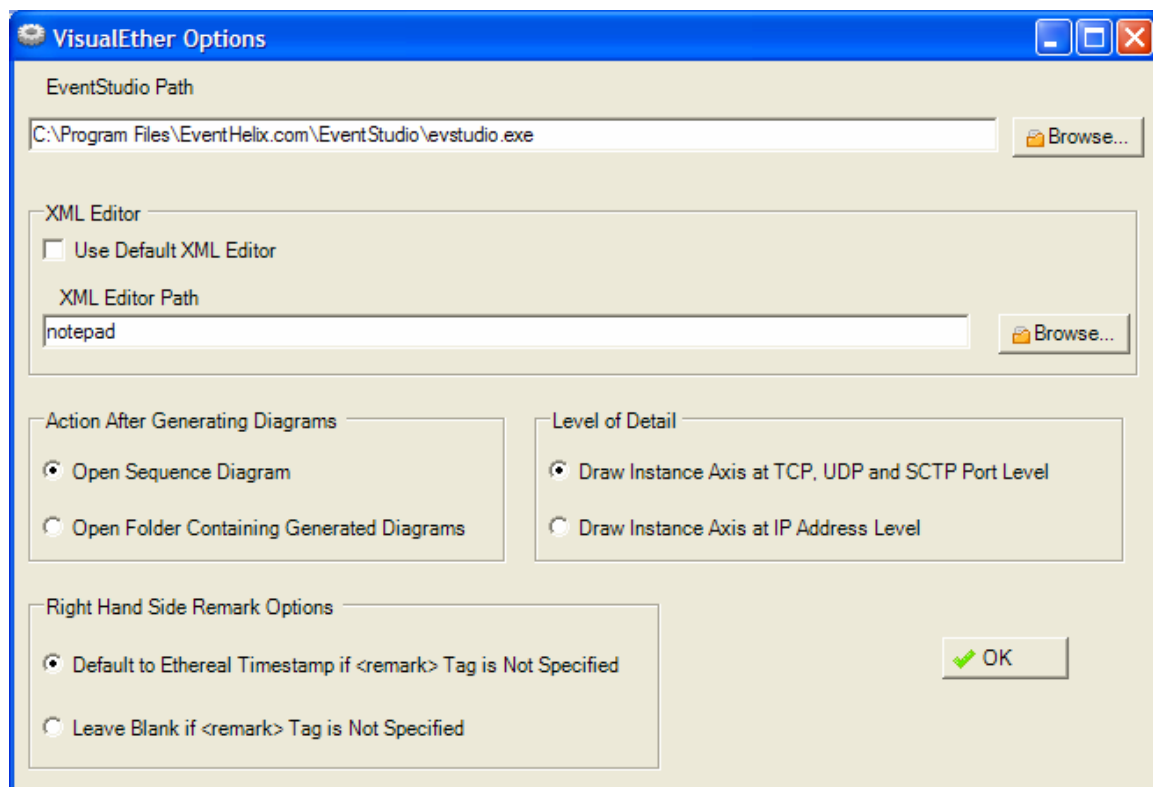 VisualEther Options
EventStudio Path
C:\Program Files\EventHelix.com\EventStudio\evstudio.exe
Browse...
XML Editor
Use Default XML Editor
XML Editor Path
notepad
Browse...
Action After Generating Diagrams
Open Sequence Diagram
Open Folder Containing Generated Diagrams
Level of Detail
Draw Instance Axis at TCP, UDP and SCTP Port Level
Draw Instance Axis at IP Address Level
Right Hand Side Remark Options
Default to Ethereal Timestamp if <remark> Tag is Not Specified
Leave Blank if <remark> Tag is Not Specified
OK